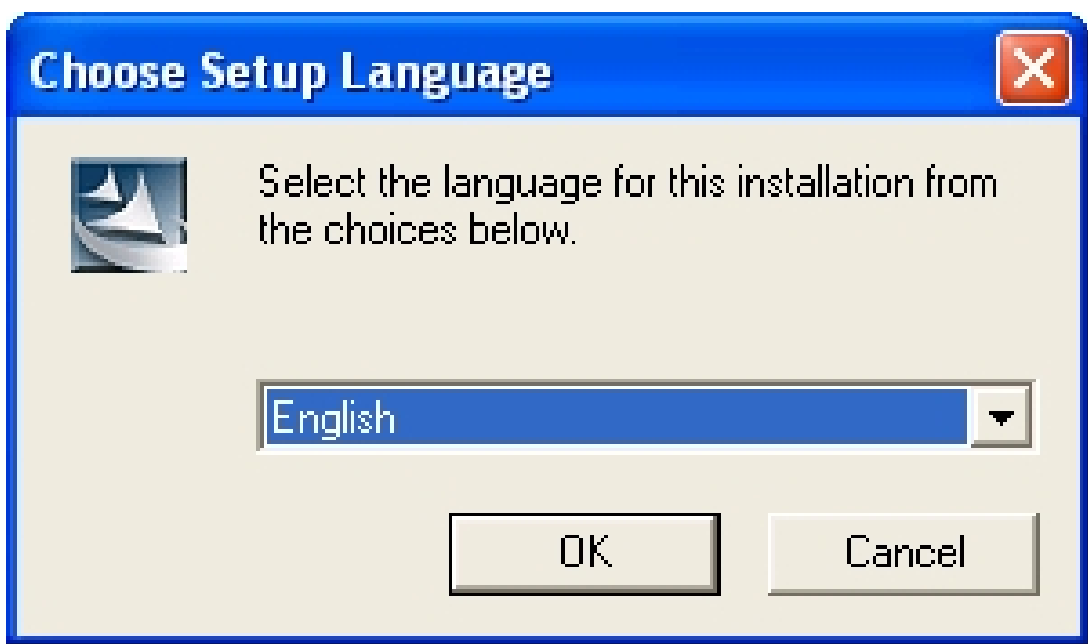 Choose Setup Language
Select the language for this installation from
the choices below.
English
OK
Cancel